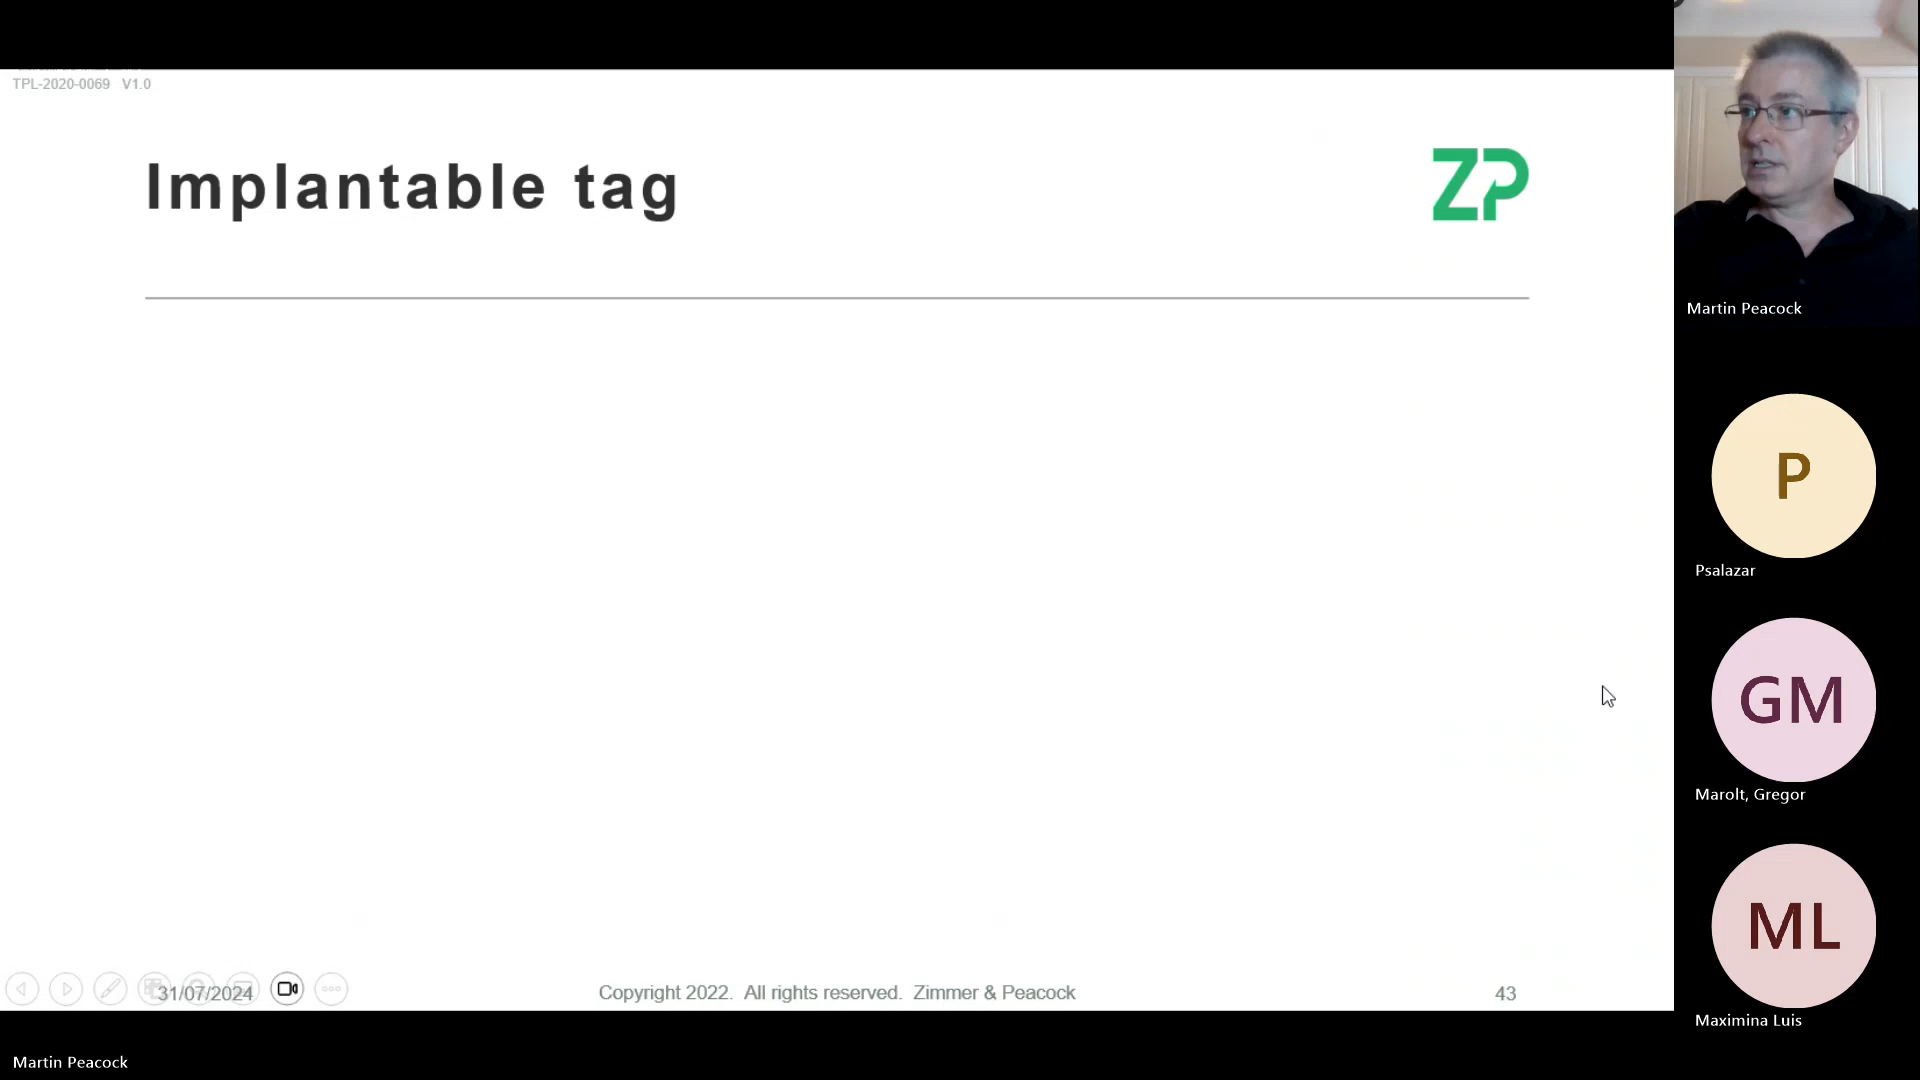 TPL-2020-0069 V1.0
Implantable tag
ZP
31/07/2024
Copyright 2022. All rights reserved. Zimmer & Peacock
43
Martin Peacock
P
Psalazar
GM
Marolt, Gregor
ML
Maximina Luis
Martin Peacock